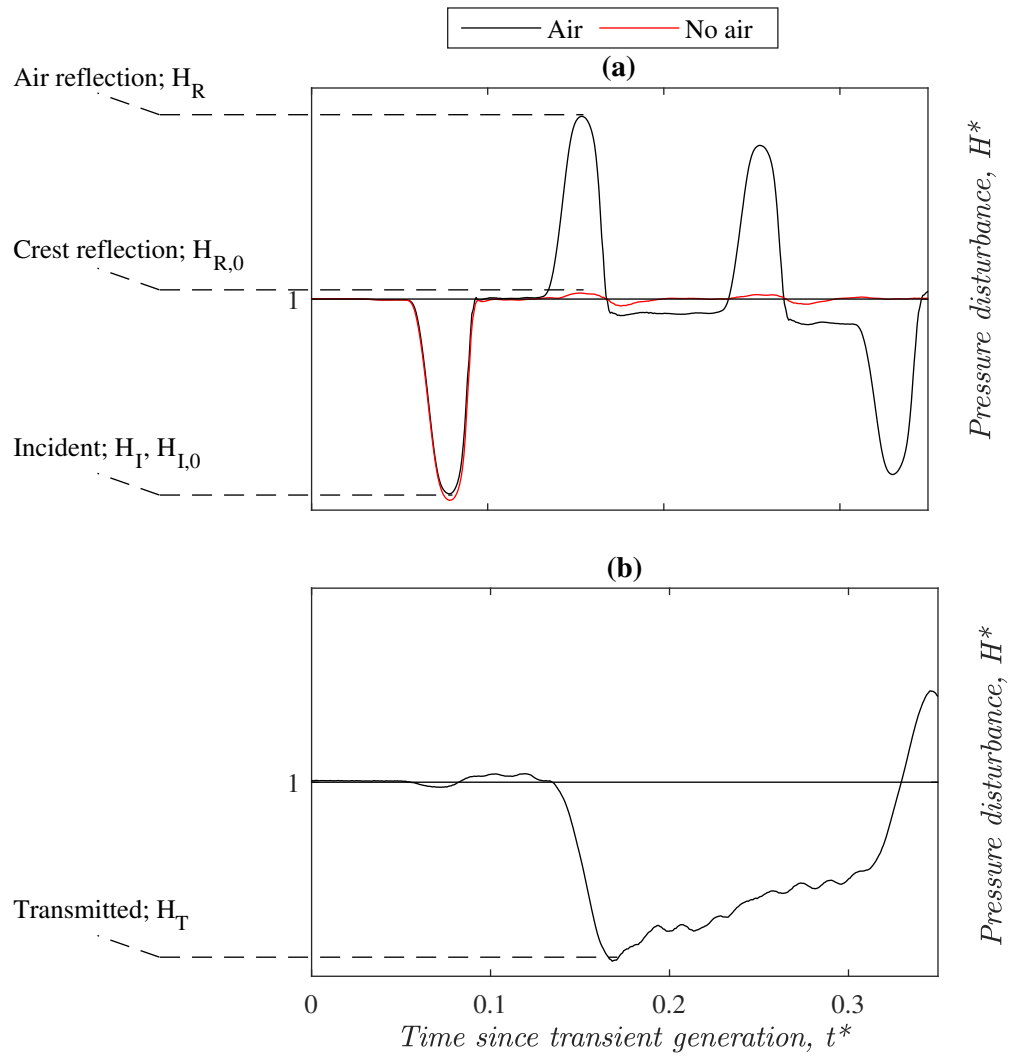 Air No air
(a)
Air reflection; H_R
Crest reflection; H_R,0
1
Incident; H_I, H_I,0
Pressure disturbance, H*
(b)
1
Transmitted; H_T
Pressure disturbance, H*
0 0.1 0.2 0.3
Time since transient generation, t*